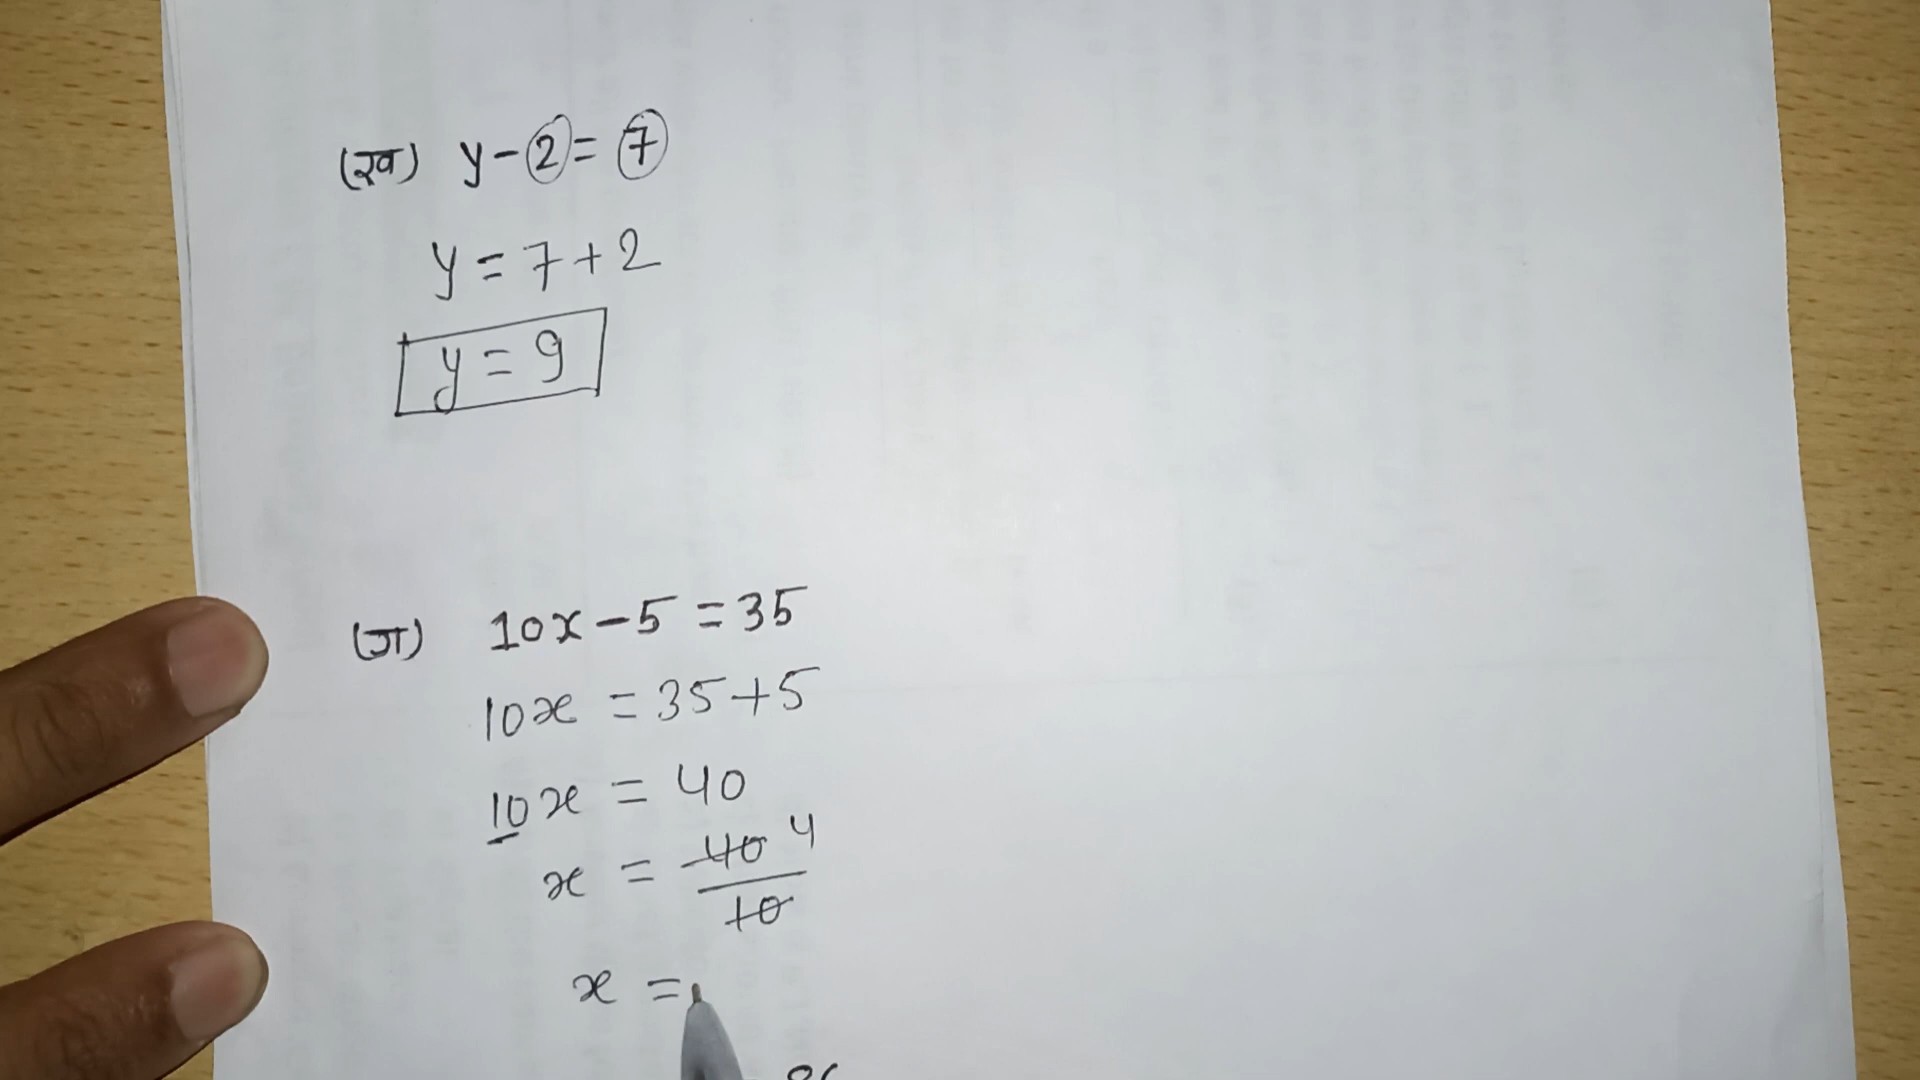 (ख) y - 2 = 7
y = 7 + 2
y = 9
(ज) 10x - 5 = 35
10x = 35 + 5
10x = 40
x = 40/10 4
x =